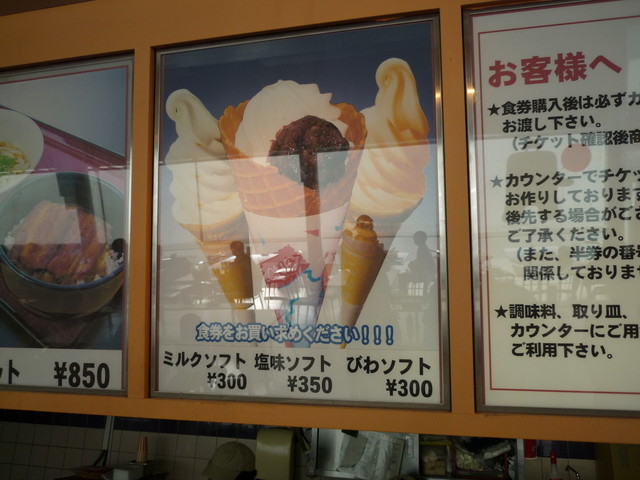 ット
¥850
食券をお買い求めください!!!
ミルクソフト
¥300
塩味ソフト
¥350
びわソフト
¥300
お客様へ
★食券購入後は必ずカ
お渡し下さい。
(チケット確認後商
★カウンターでチケッ
お作りしております
後先する場合がござ
ご了承ください。
(また、半券の番号
関係しておりませ
★調味料、取り皿、
カウンターにご用
ご利用下さい。